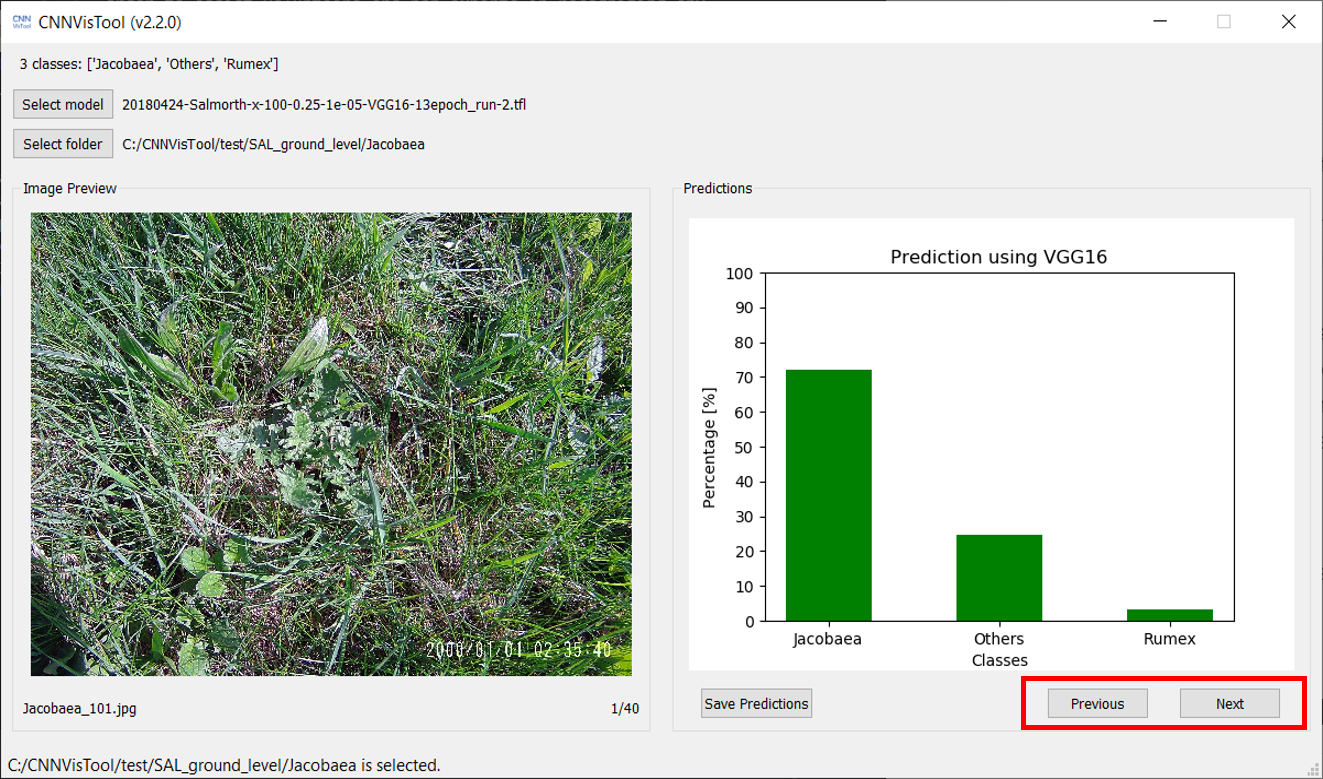 CNN
VisTool
CNNVisTool (v2.2.0)
3 classes: ['Jacobaea', 'Others', 'Rumex']
Select model 20180424-Salmorth-x-100-0.25-1e-05-VGG16-13epoch_run-2.tfl
Select folder C:/CNNVisTool/test/SAL_ground_level/Jacobaea
Image Preview
2000/01/01 02:35:40
Jacobaea_101.jpg 1/40
Predictions
Prediction using VGG16
Percentage [%]
100
90
80
70
60
50
40
30
20
10
0
Jacobaea Others Rumex
Classes
Save Predictions Previous Next
C:/CNNVisTool/test/SAL_ground_level/Jacobaea is selected.